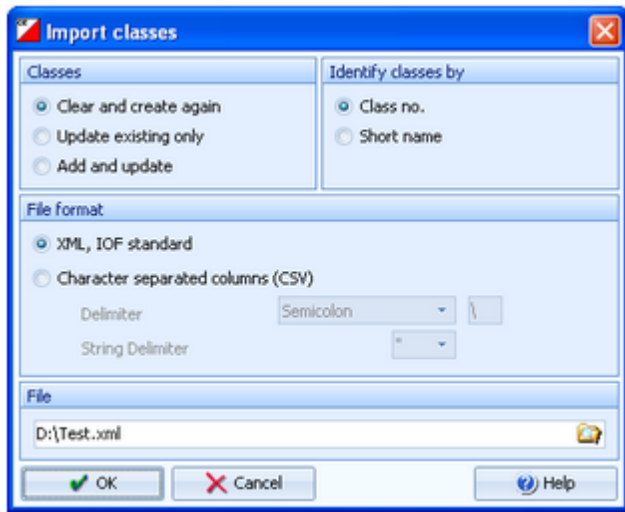 Import classes
Classes
Clear and create again
Update existing only
Add and update
Identify classes by
Class no.
Short name
File format
XML, IOF standard
Character separated columns (CSV)
Delimiter Semicolon \
String Delimiter "
File
D:\Test.xml
OK Cancel Help